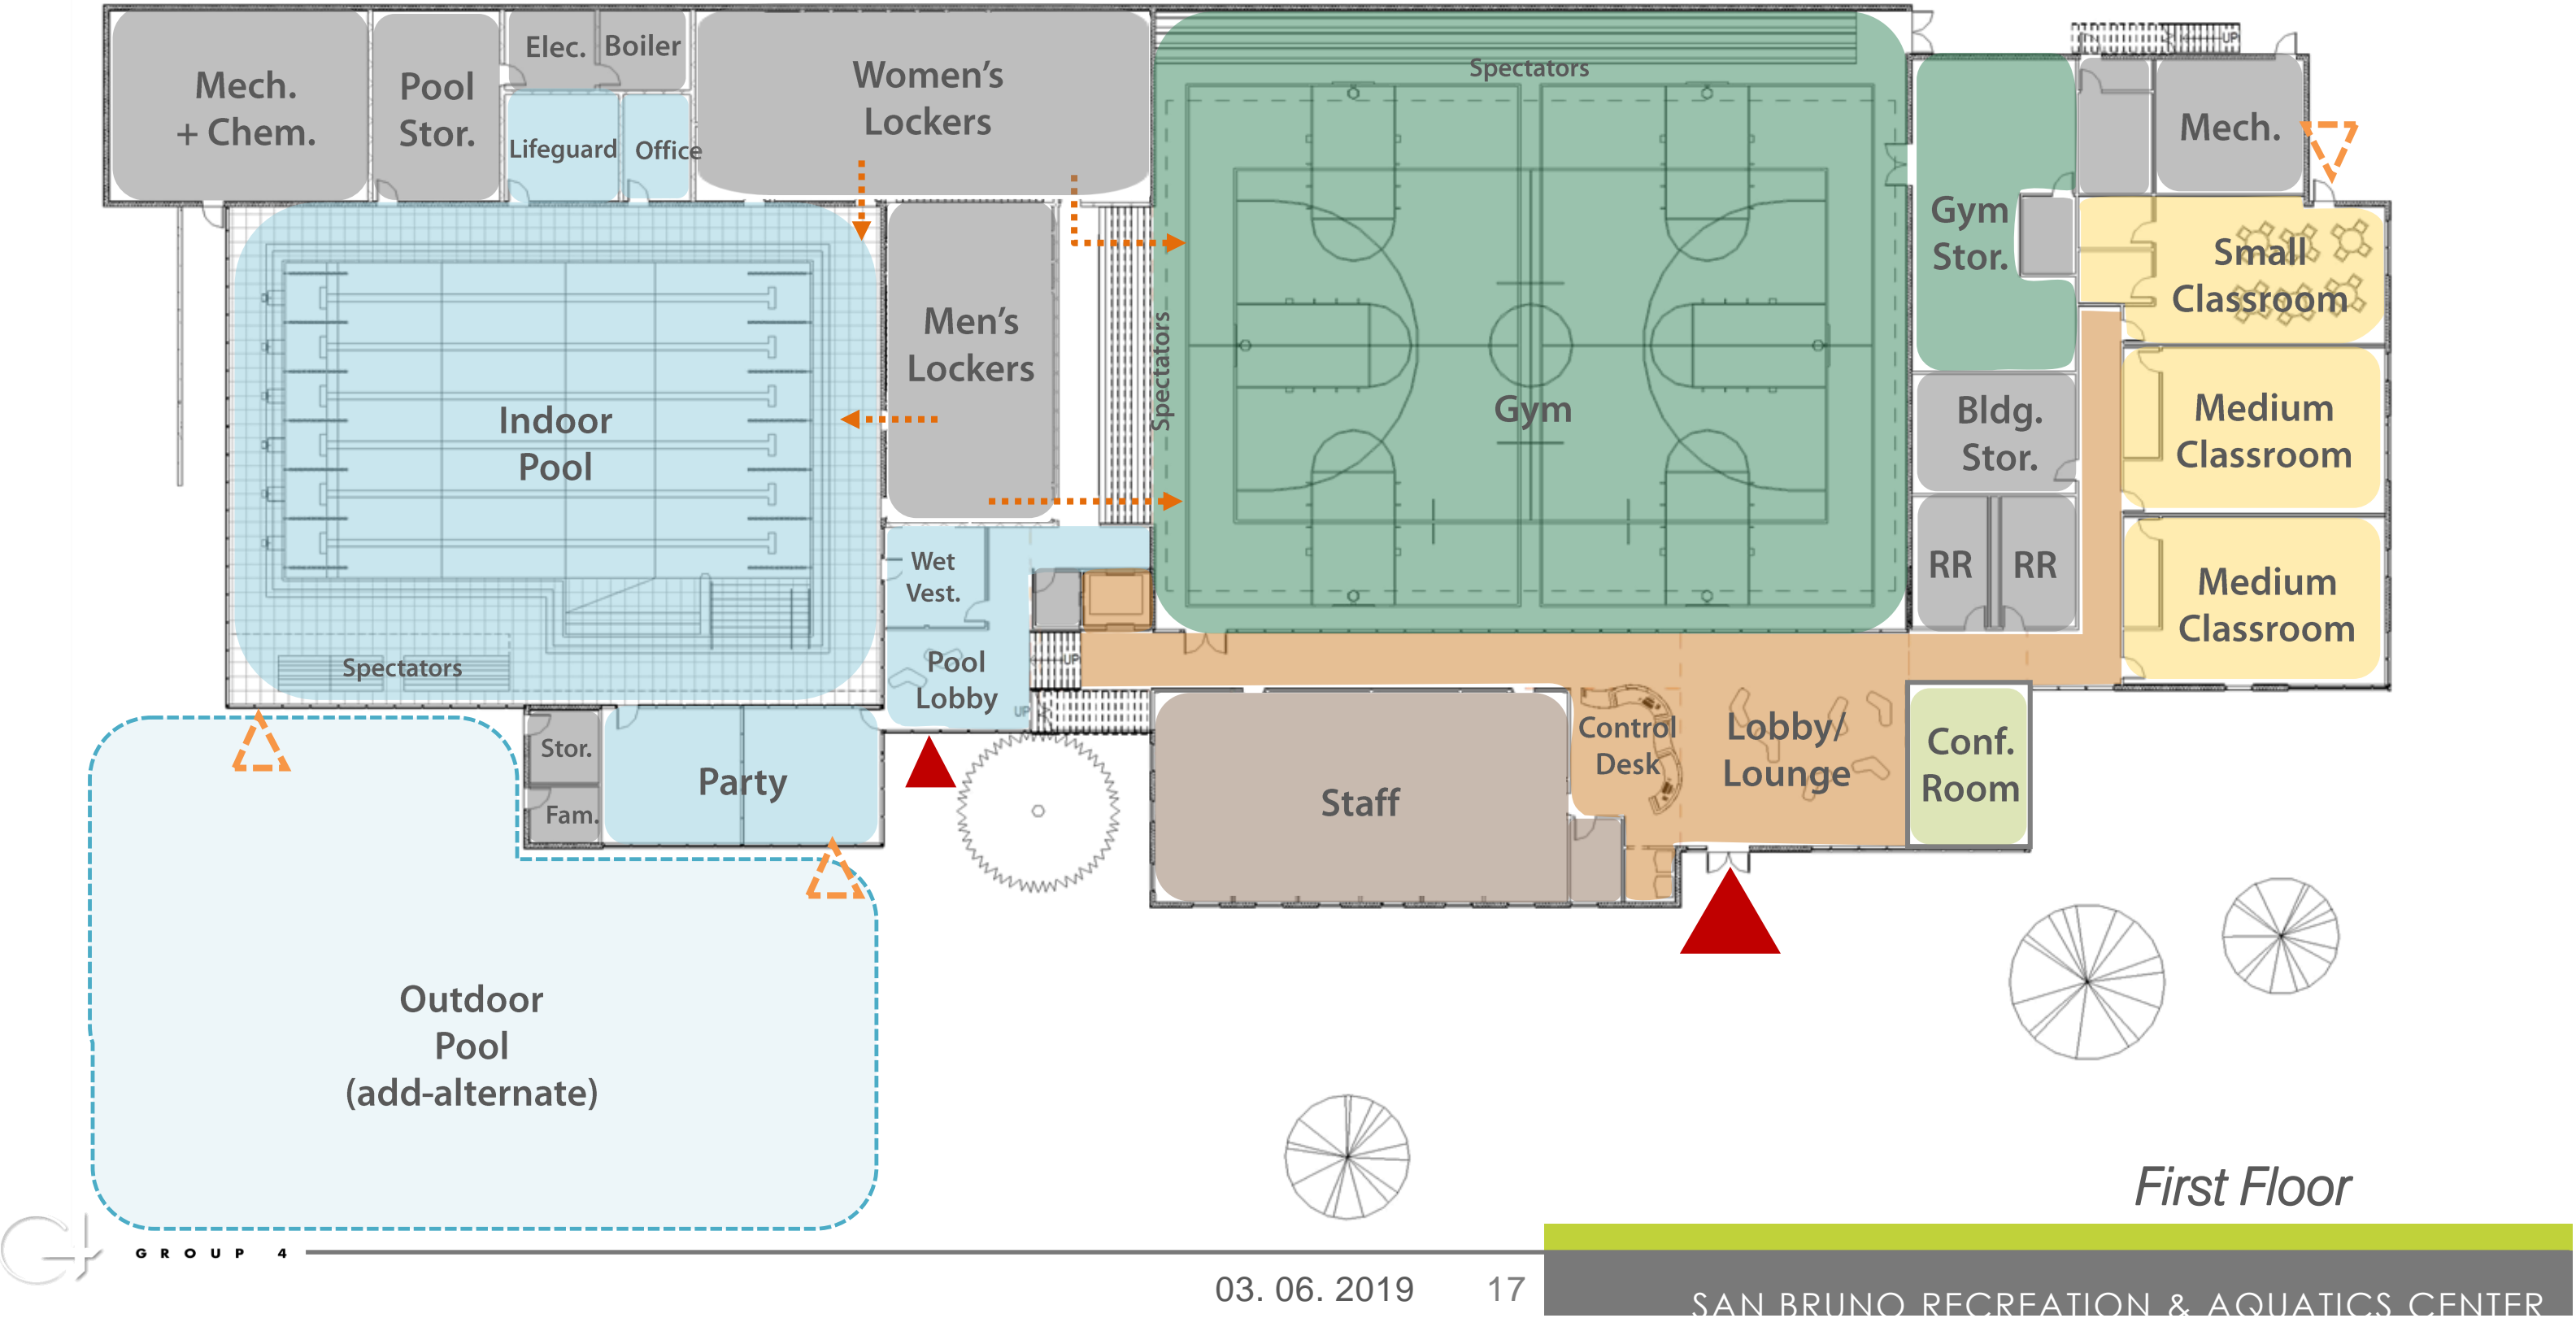 Mech.
+ Chem.
Pool
Stor.
Elec.
Boiler
Lifeguard
Office
Women's
Lockers
Spectators
Mech.
Gym
Stor.
Small
Classroom
Men's
Lockers
Spectators
Gym
Indoor
Pool
Bldg.
Stor.
Medium
Classroom
RR
RR
Medium
Classroom
Wet
Vest.
Spectators
Pool
Lobby
UP
UP
UP
Stor.
Fam.
Party
Staff
Control
Desk
Lobby/
Lounge
Conf.
Room
Outdoor
Pool
(add-alternate)
First Floor
GROUP 4
03. 06. 2019
17
SAN BRUNO RECREATION & AQUATICS CENTER